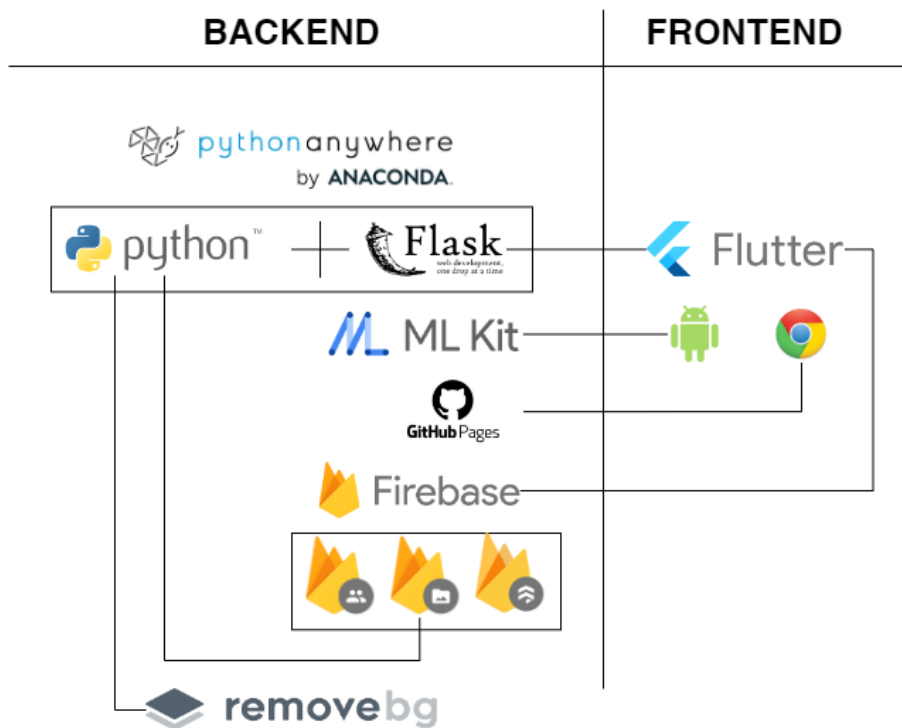 BACKEND
FRONTEND
pythonanywhere
by ANACONDA.
python™
Flask
web development,
one drop at a time
Flutter
ML Kit
GitHub Pages
Firebase
removebg